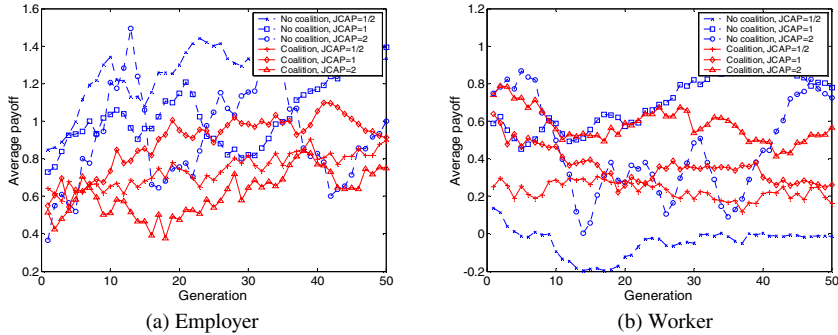 1.6
1.4
1.2
1
0.8
0.6
0.4
0.2
0
10
20
30
40
50
Average payoff
Generation
No coalition, JCAP=1/2
No coalition, JCAP=1
No coalition, JCAP=2
Coalition, JCAP=1/2
Coalition, JCAP=1
Coalition, JCAP=2
(a) Employer
1.2
1
0.8
0.6
0.4
0.2
0
-0.2
0
10
20
30
40
50
Average payoff
Generation
No coalition, JCAP=1/2
No coalition, JCAP=1
No coalition, JCAP=2
Coalition, JCAP=1/2
Coalition, JCAP=1
Coalition, JCAP=2
(b) Worker